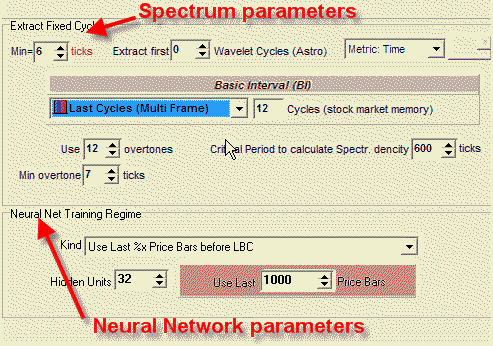 Spectrum parameters
Extract Fixed Cycl
Min= 6 ticks Extract first 0 Wavelet Cycles (Astro) Metric: Time
Basic Interval (BI)
Last Cycles (Multi Frame) 12 Cycles (stock market memory)
Use 12 overtones Critical Period to calculate Spectr. dencity 600 ticks
Min overtone 7 ticks
Neural Net Training Regime
Kind Use Last %x Price Bars before LBC
Hidden Units 32 Use Last 1000 Price Bars
Neural Network parameters